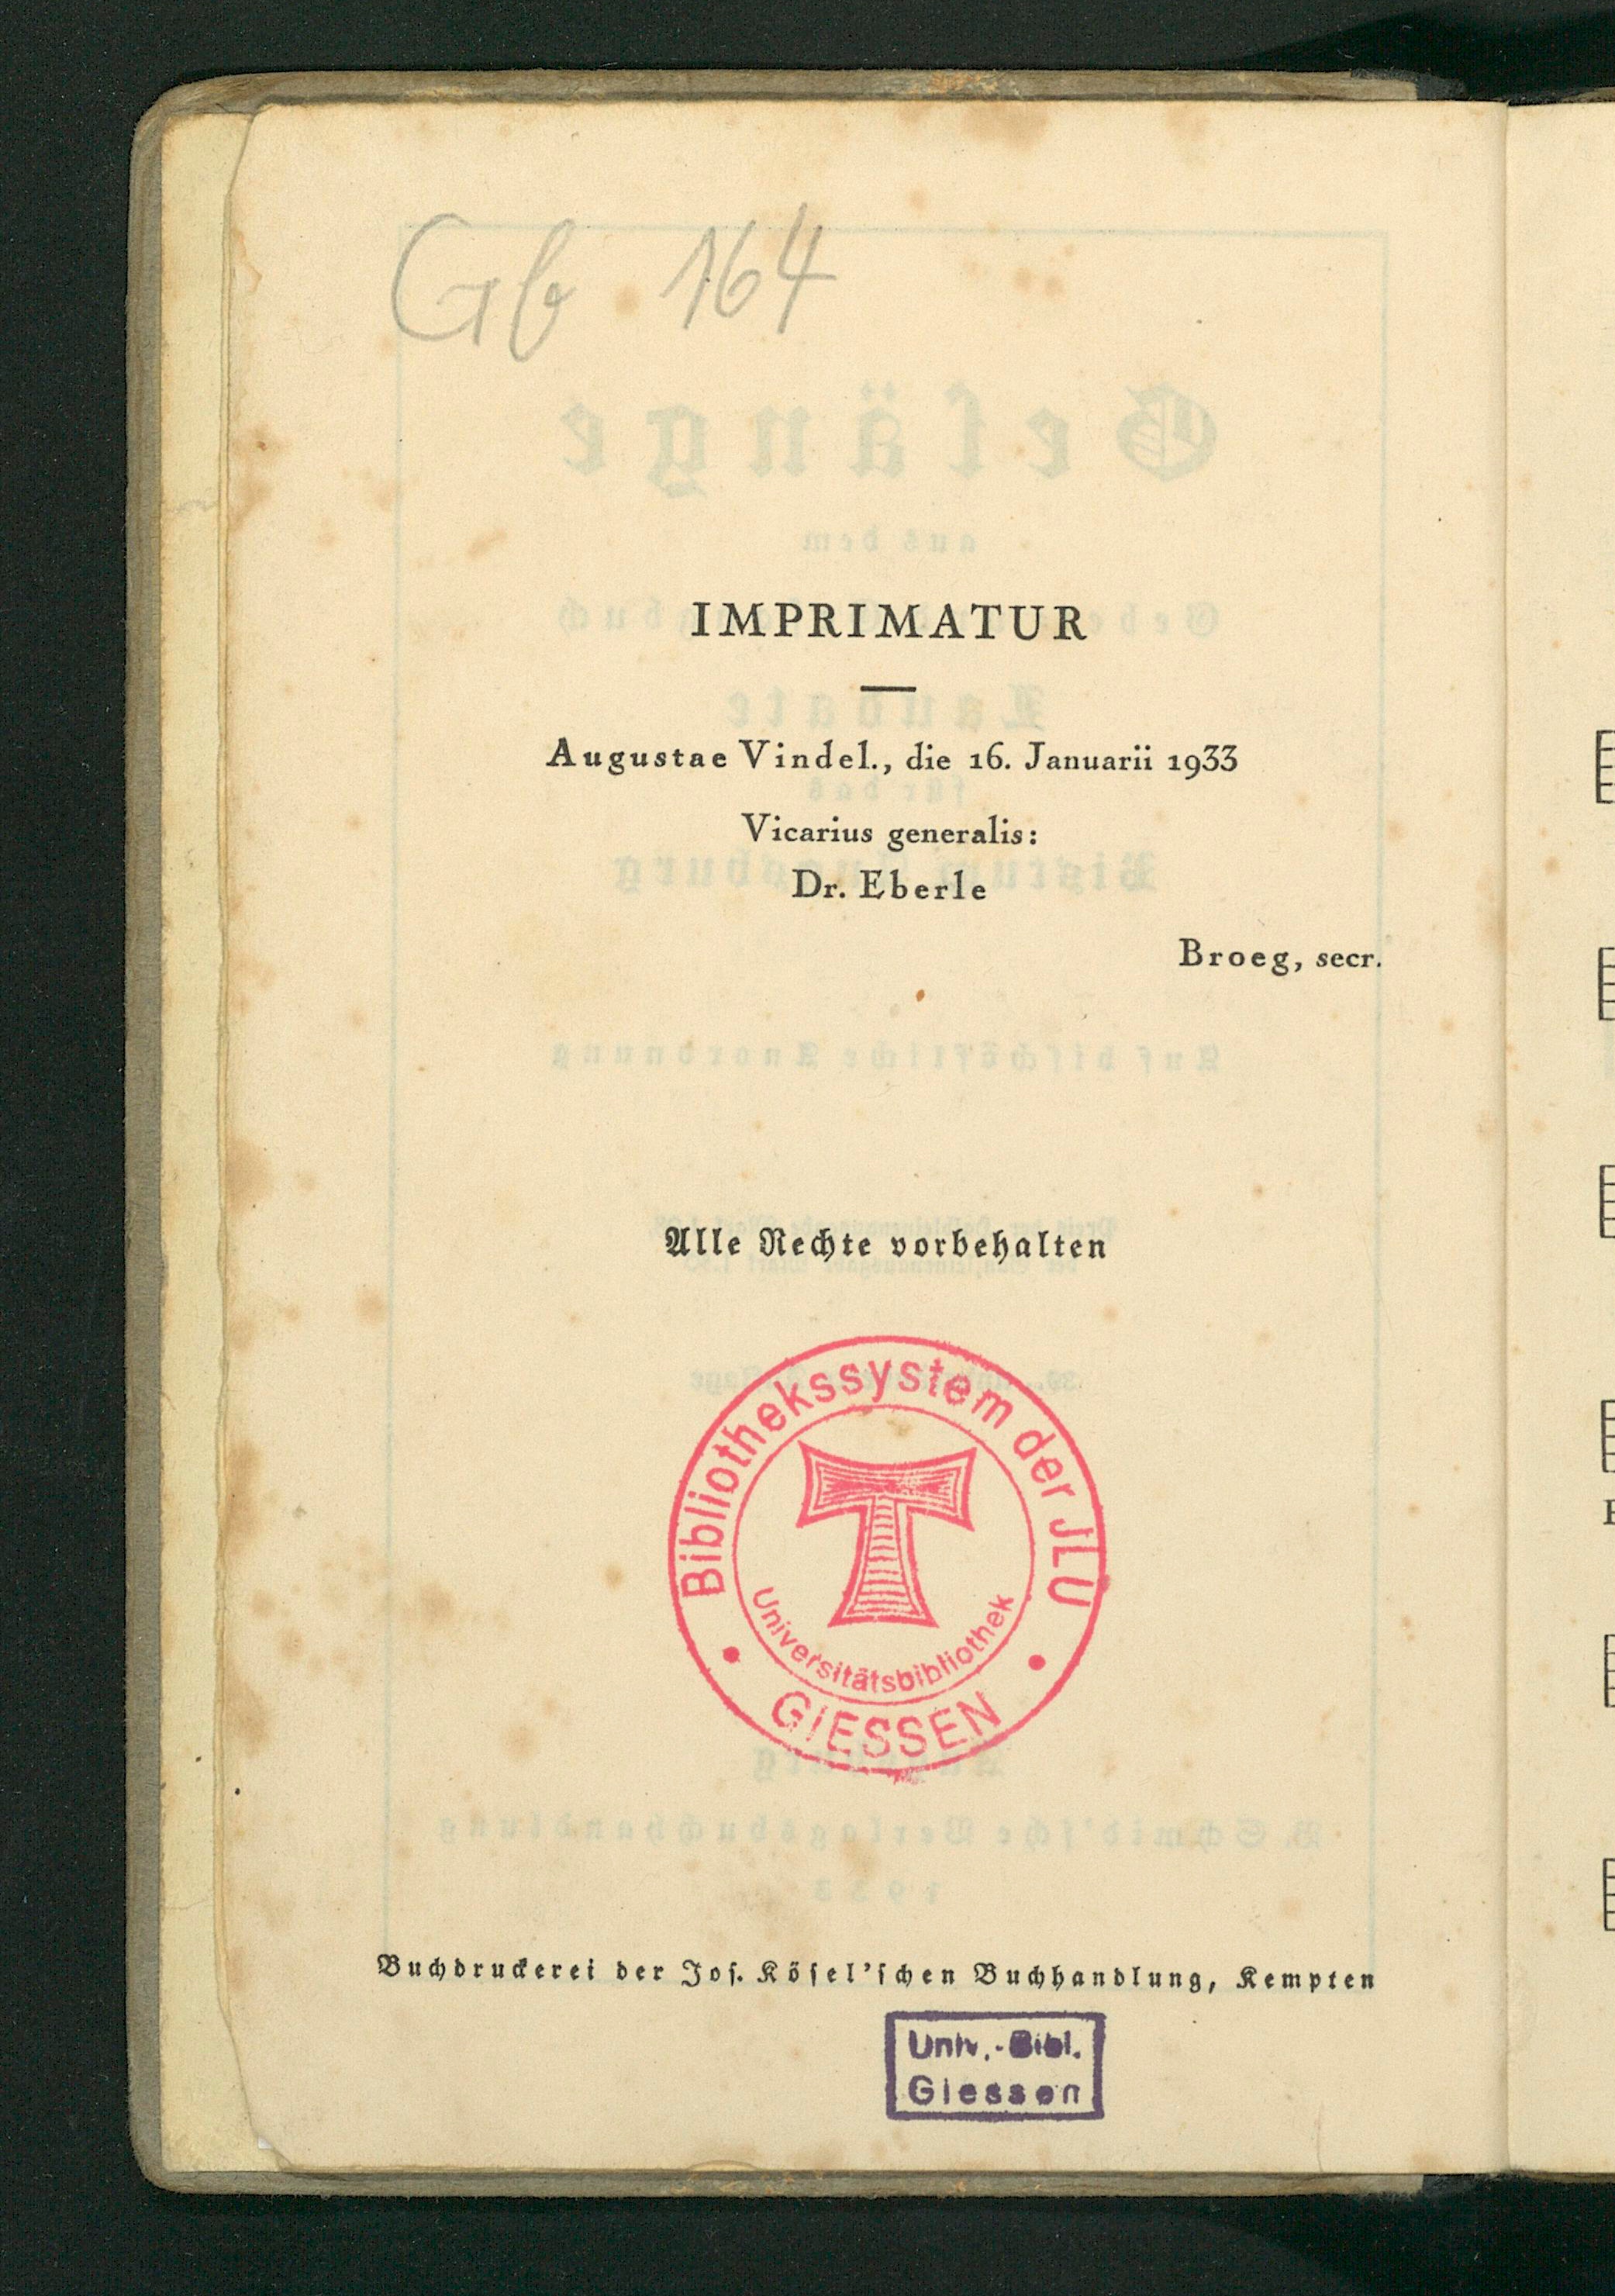 Gb 164
IMPRIMATUR
Augustae Vindel., die 16. Januarii 1933
Vicarius generalis:
Dr. Eberle
Broeg, secr.
Alle Rechte vorbehalten
Bibliothekssystem der JLU
Universitätsbibliothek
GIESSEN
Buchdruckerei der Jos. Kösel'schen Buchhandlung, Kempten
Univ.-Bibl.
Giessen